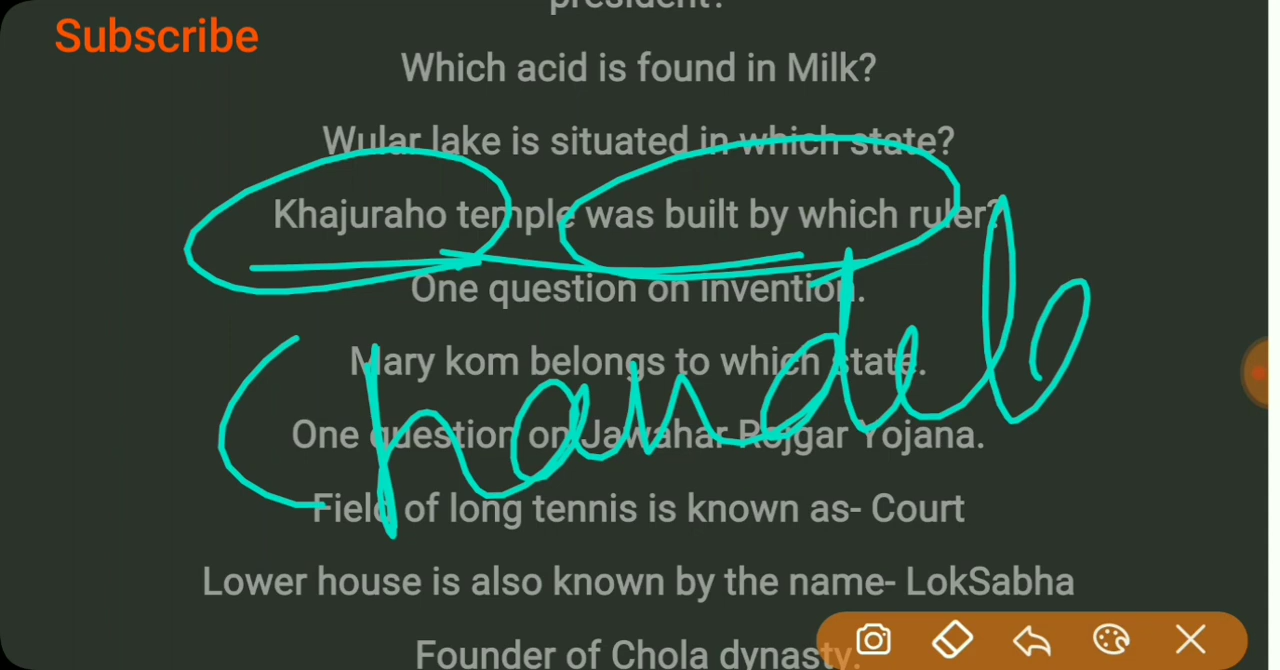 president?
Subscribe
Which acid is found in Milk?
Wular lake is situated in which state?
Khajuraho temple was built by which ruler?
One question on invention.
Mary kom belongs to which state.
One question on Jawahar Rojgar Yojana.
Chandela
Field of long tennis is known as- Court
Lower house is also known by the name- LokSabha
Founder of Chola dynasty.